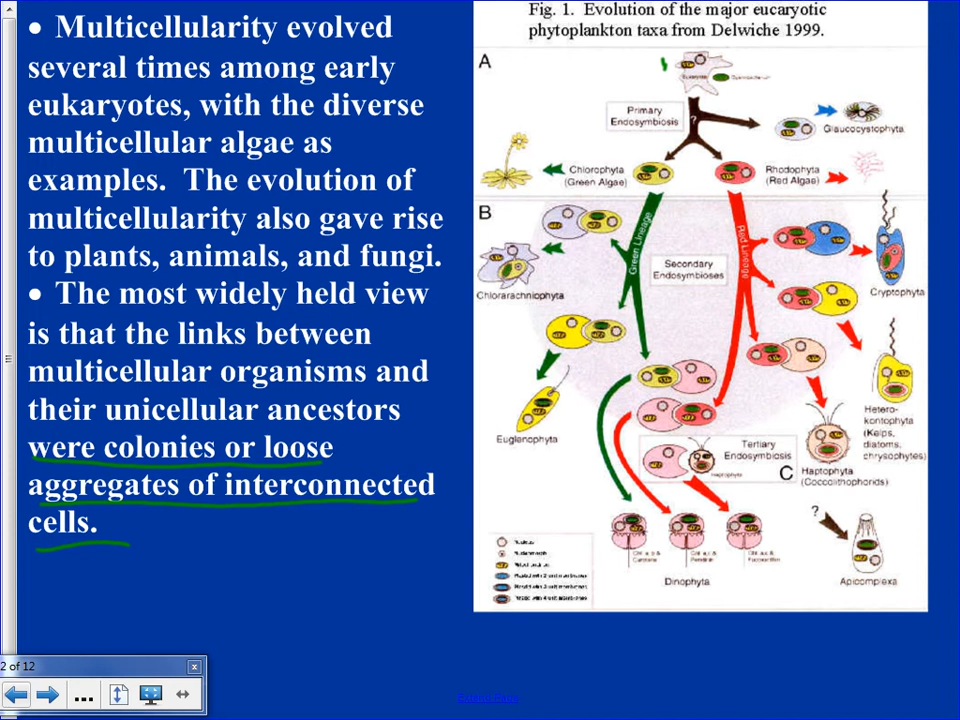 • Multicellularity evolved
several times among early
eukaryotes, with the diverse
multicellular algae as
examples.  The evolution of
multicellularity also gave rise
to plants, animals, and fungi.
• The most widely held view
is that the links between
multicellular organisms and
their unicellular ancestors
were colonies or loose
aggregates of interconnected
cells.
Fig. 1.  Evolution of the major eucaryotic
phytoplankton taxa from Delwiche 1999.
A
Primary
Endosymbiosis
?
Glaucocystophyta
Chlorophyta
(Green Algae)
Rhodophyta
(Red Algae)
B
Green Lineage
Red Lineage
Secondary
Endosymbioses
Chlorarachniophyta
Cryptophyta
Euglenophyta
Hetero-
kontophyta
(Kelps,
diatoms,
chrysophytes)
Tertiary
Endosymbiosis
C
Haptophyta
(Coccolithophorids)
?
Dinophyta
Apicomplexa
2 of 12
x
...